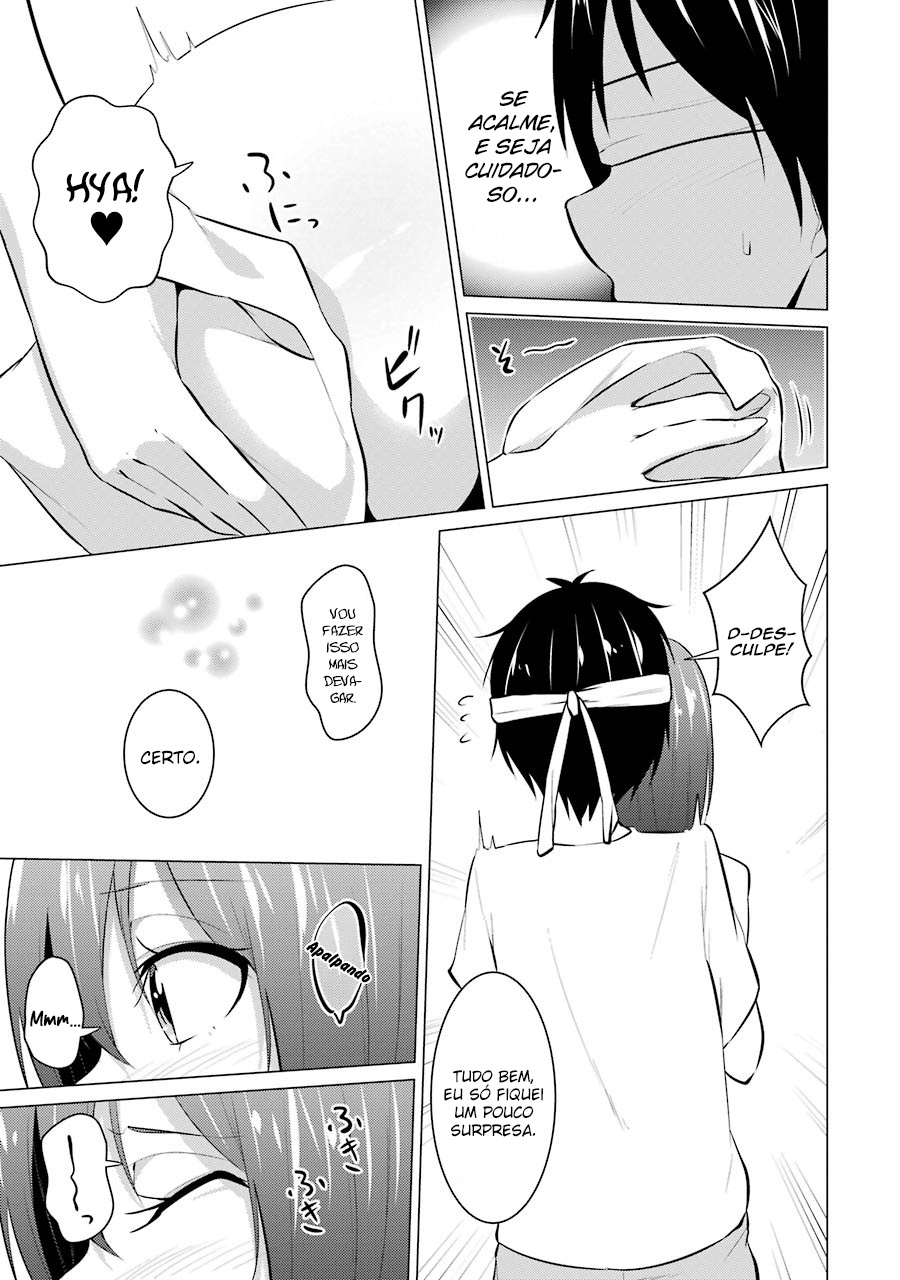 SE
ACALME,
E SEJA
CUIDADO-
SO...
そ〜
HYA!
♥
ふ
にっ
ビクッ
D-DES-
CULPE!
TUDO BEM,
EU SÓ FIQUEI
UM POUCO
SURPRESA.
VOU
FAZER
ISSO
MAIS
DEVA-
GAR.
CERTO.
Apalpando
Mmm...
ふき
ふき
〜っ